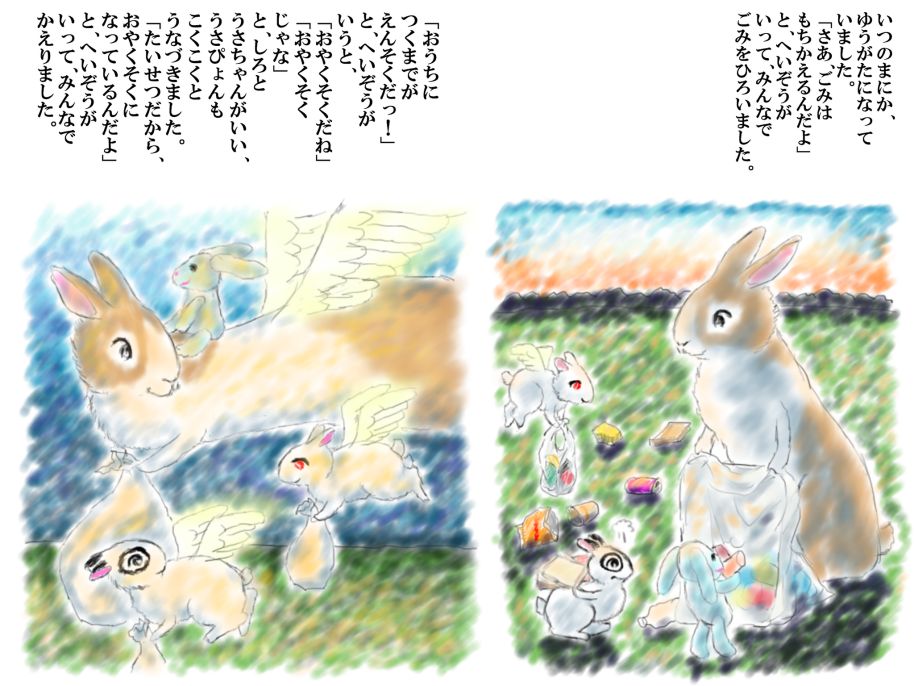 いつのまにか、
ゆうがたになって
いました。
「さあ、ごみは
もちかえるんだよ」
と、へいぞうが
いって、みんなで
ごみをひろいました。
「おうちに
つくまでが
えんそくだっ！」
と、へいぞうが
いうと、
「おやくそくだね」
「おやくそく
じゃな」
と、しろと
うさちゃんがいい、
うさぴょんも
こくこくと
うなづきました。
「たいせつだから、
おやくそくに
なっているんだよ」
と、へいぞうが
いって、みんなで
かえりました。